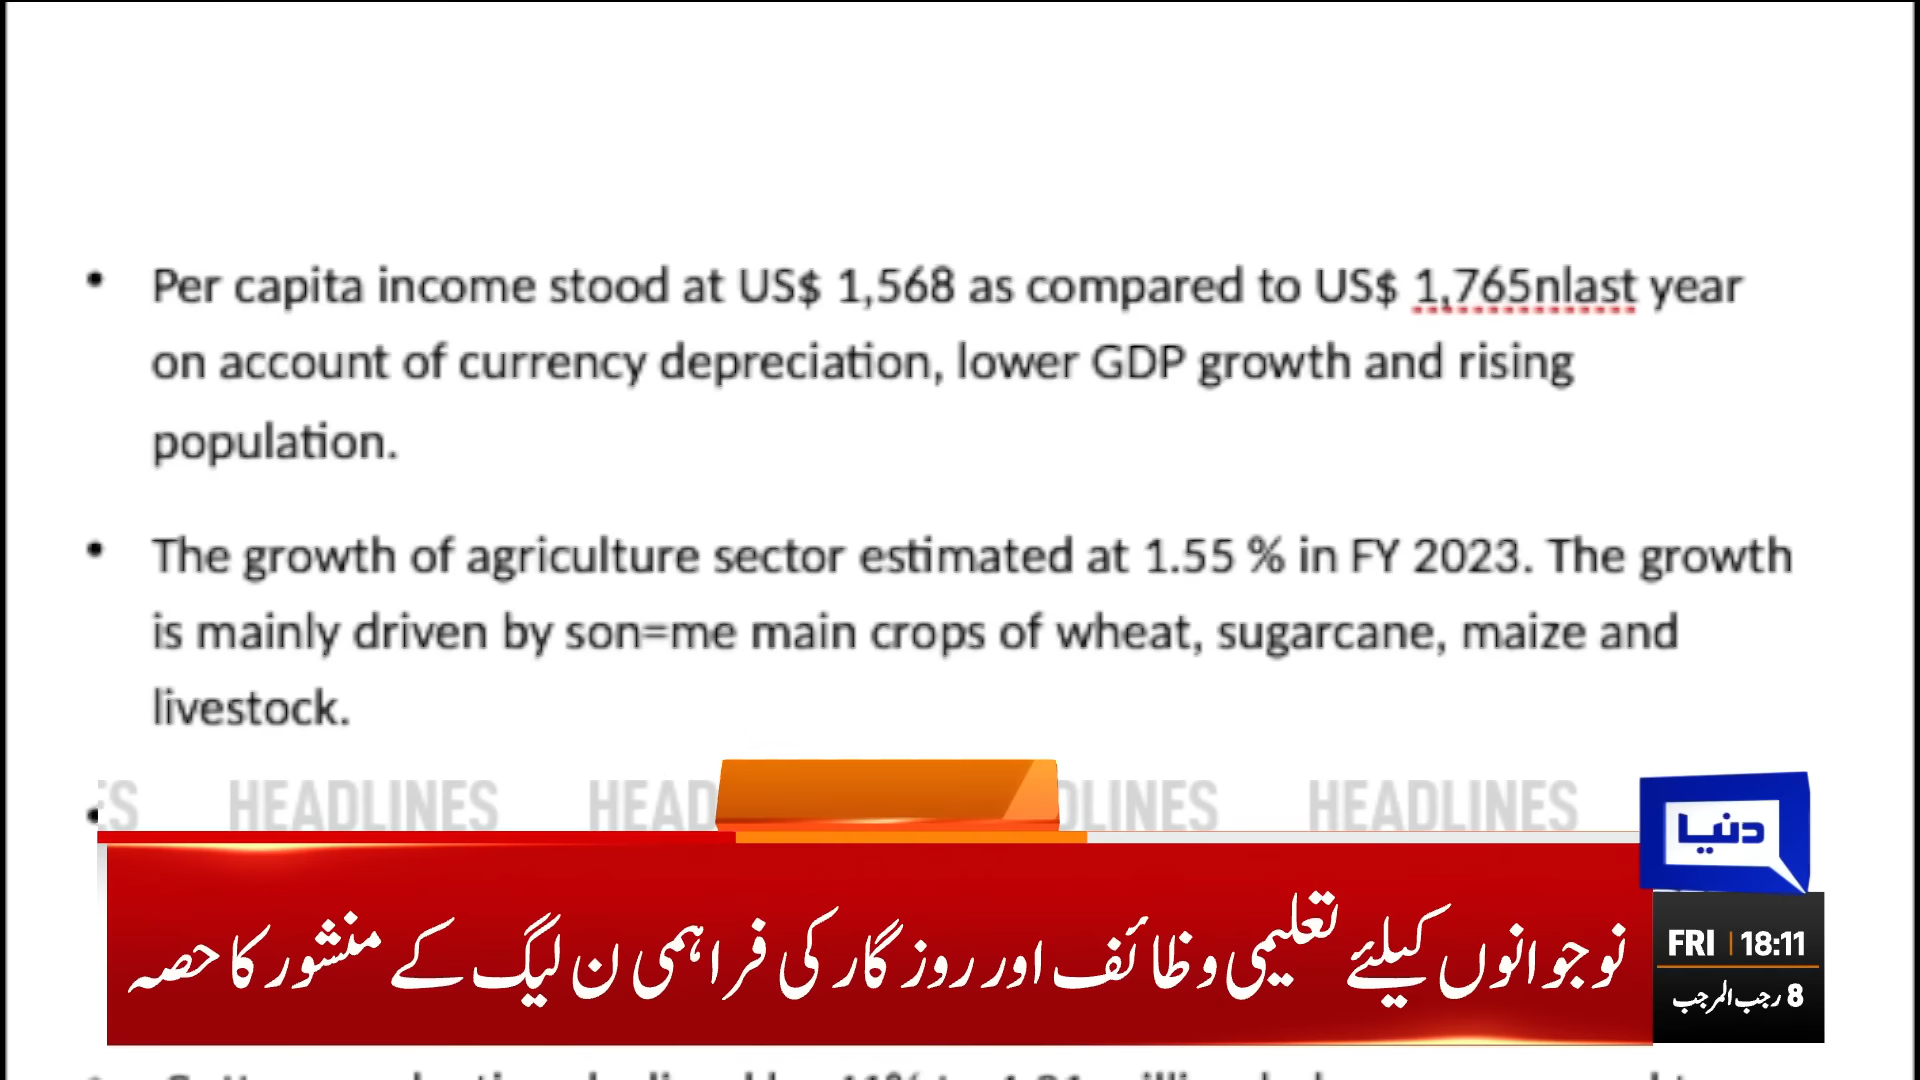 • Per capita income stood at US$ 1,568 as compared to US$ 1,765nlast year
on account of currency depreciation, lower GDP growth and rising
population.
• The growth of agriculture sector estimated at 1.55 % in FY 2023. The growth
is mainly driven by son=me main crops of wheat, sugarcane, maize and
livestock.
ES HEADLINES HEAD DLINES HEADLINES
دنیا
نوجوانوں کیلئے تعلیمی وظائف اور روزگار کی فراہمی ن لیگ کے منشور کا حصہ
FRI | 18:11
8 رجب المرجب